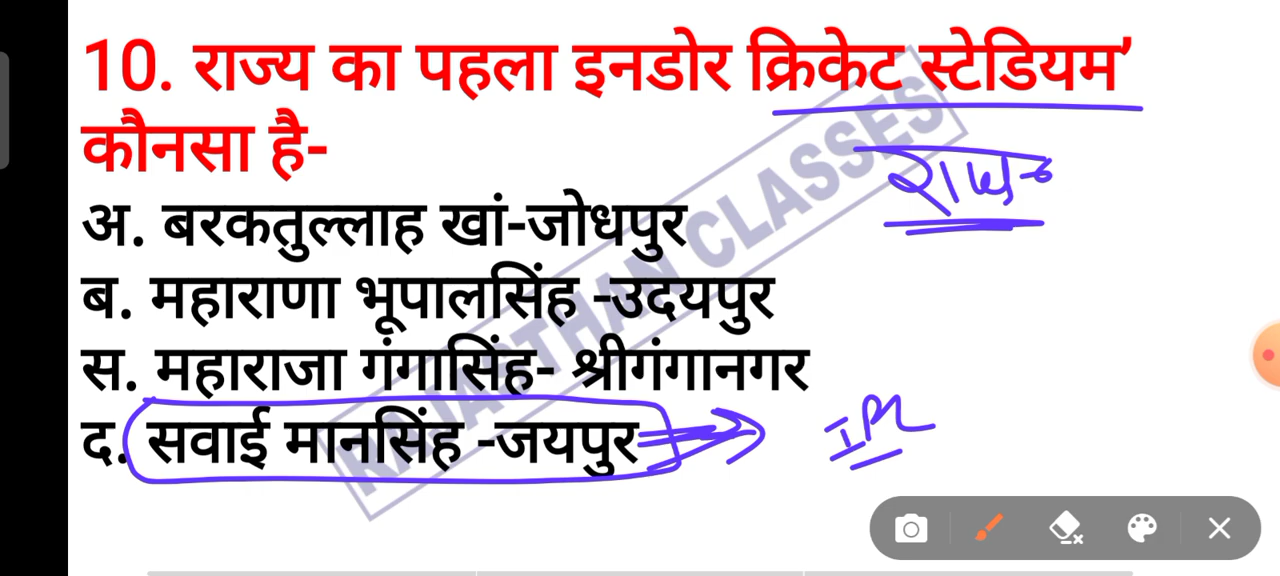 10. राज्य का पहला इनडोर क्रिकेट स्टेडियम'
कौनसा है-
अ. बरकतुल्लाह खां-जोधपुर
ब. महाराणा भूपालसिंह -उदयपुर
स. महाराजा गंगासिंह- श्रीगंगानगर
द. सवाई मानसिंह -जयपुर
IPL
RAJASTHAN CLASSES